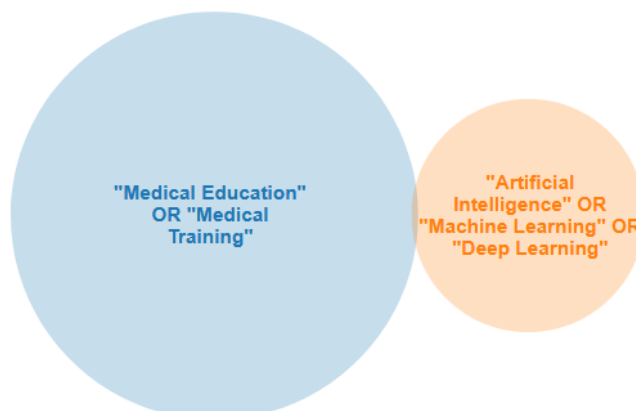 "Medical Education"
OR "Medical
Training"
"Artificial
Intelligence" OR
"Machine Learning" OR
"Deep Learning"